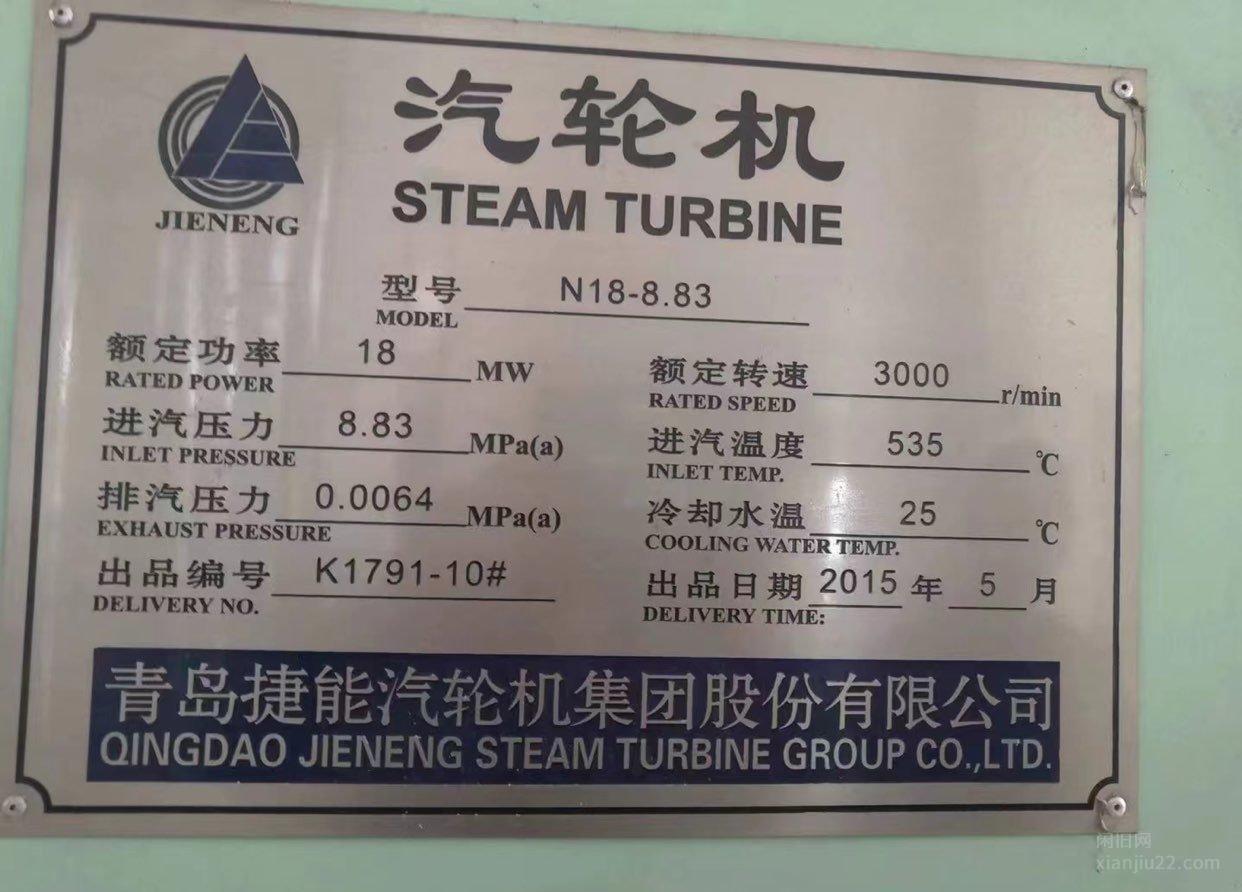 汽轮机
JIENENG
STEAM TURBINE
型号 N18-8.83
MODEL
额定功率 18 MW
RATED POWER
额定转速 3000 r/min
RATED SPEED
进汽压力 8.83 MPa(a)
INLET PRESSURE
进汽温度 535 ℃
INLET TEMP.
排汽压力 0.0064 MPa(a)
EXHAUST PRESSURE
冷却水温 25 ℃
COOLING WATER TEMP.
出品编号 K1791-10#
DELIVERY NO.
出品日期 2015 年 5 月
DELIVERY TIME:
青岛捷能汽轮机集团股份有限公司
QINGDAO JIENENG STEAM TURBINE GROUP CO.,LTD.
闲旧网
xianjiu22.com